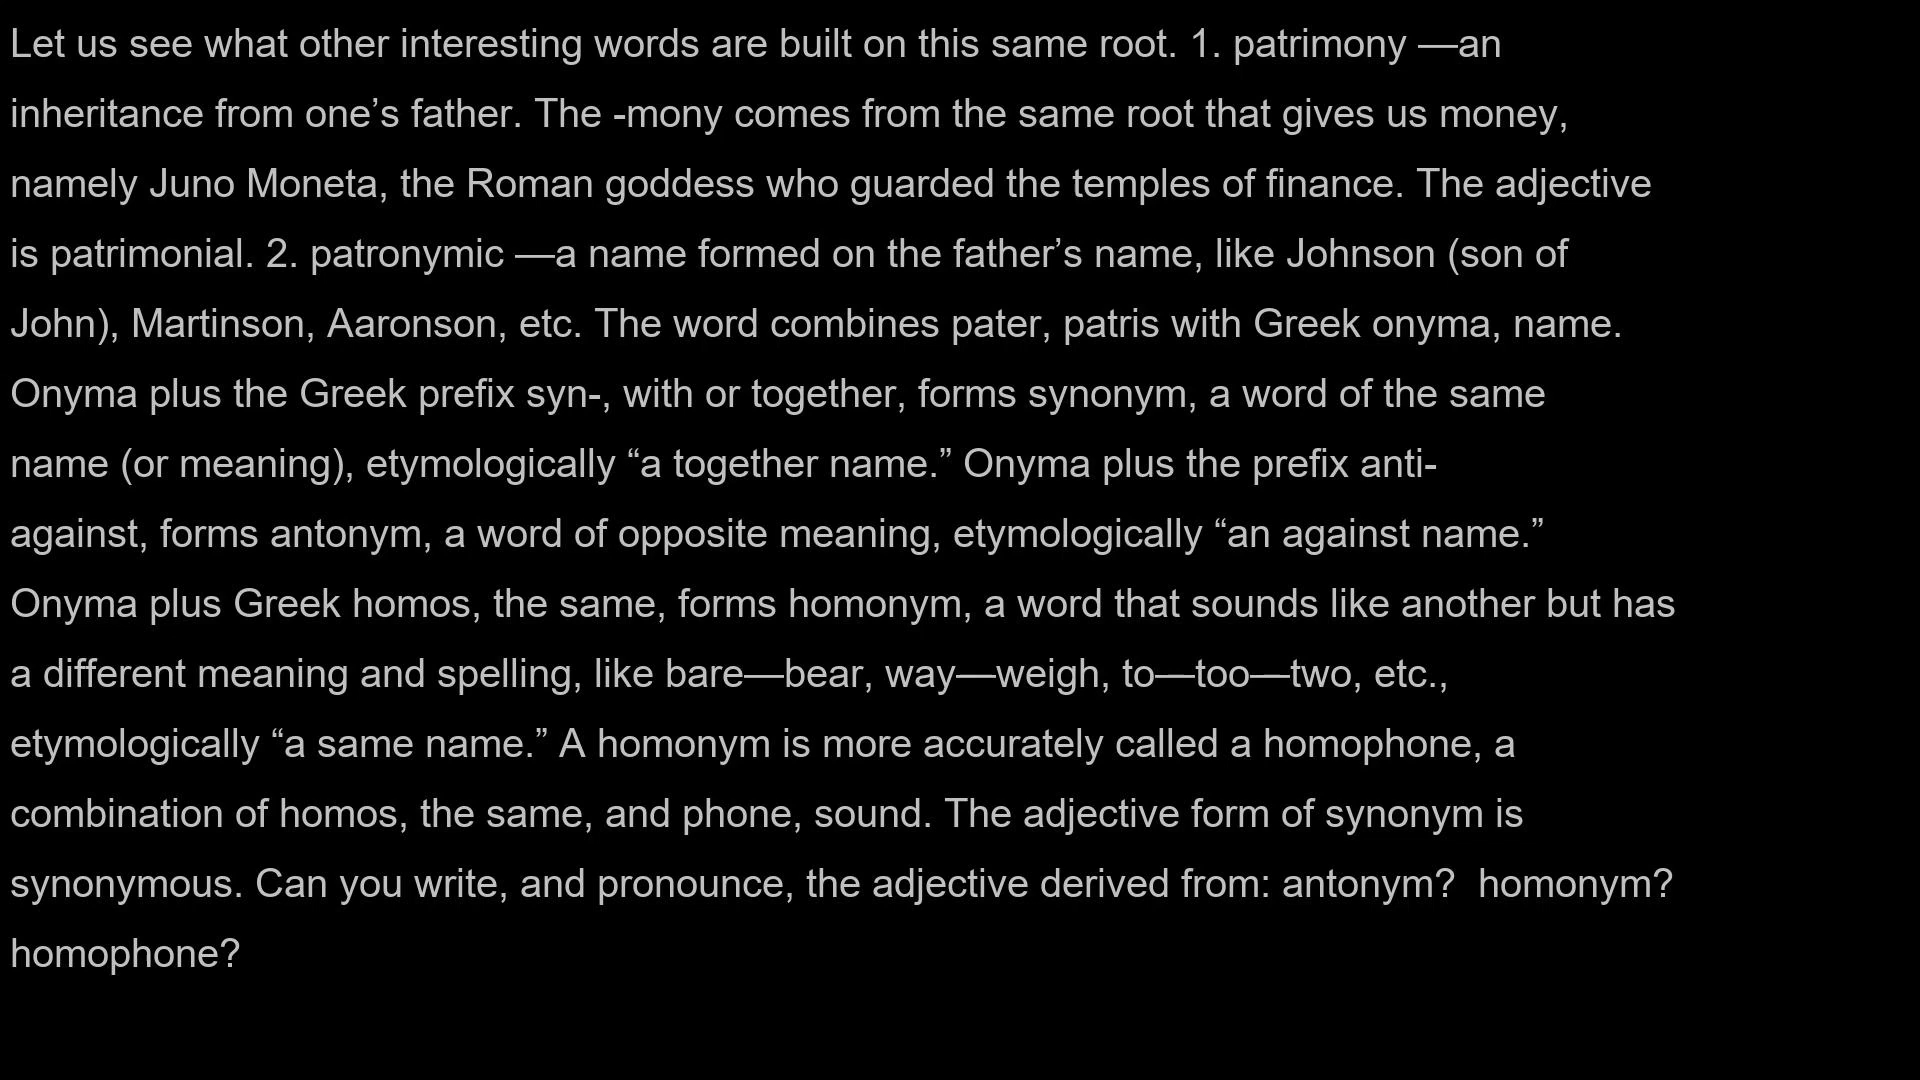 Let us see what other interesting words are built on this same root. 1. patrimony —an
inheritance from one’s father. The -mony comes from the same root that gives us money,
namely Juno Moneta, the Roman goddess who guarded the temples of finance. The adjective
is patrimonial. 2. patronymic —a name formed on the father’s name, like Johnson (son of
John), Martinson, Aaronson, etc. The word combines pater, patris with Greek onyma, name.
Onyma plus the Greek prefix syn-, with or together, forms synonym, a word of the same
name (or meaning), etymologically “a together name.” Onyma plus the prefix anti-
against, forms antonym, a word of opposite meaning, etymologically “an against name.”
Onyma plus Greek homos, the same, forms homonym, a word that sounds like another but has
a different meaning and spelling, like bare—bear, way—weigh, to—too—two, etc.,
etymologically “a same name.” A homonym is more accurately called a homophone, a
combination of homos, the same, and phone, sound. The adjective form of synonym is
synonymous. Can you write, and pronounce, the adjective derived from: antonym?  homonym?
homophone?